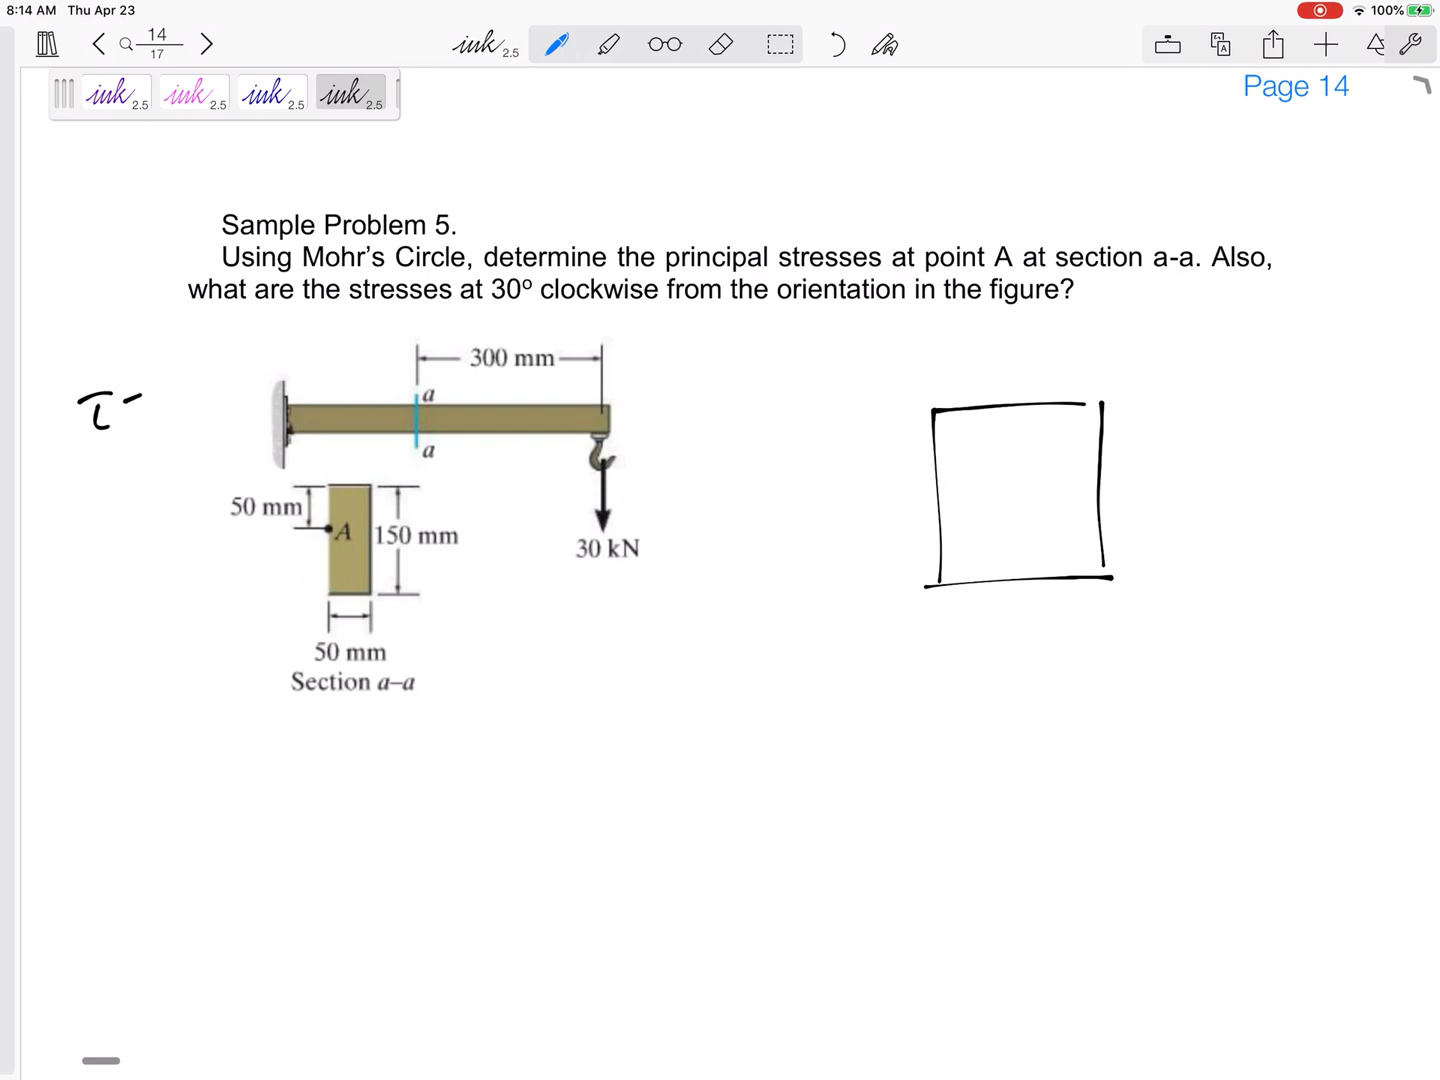 8:14 AM Thu Apr 23
100%
14
17
ink 2.5
ink 2.5
ink 2.5
ink 2.5
ink 2.5
Page 14
Sample Problem 5.
Using Mohr's Circle, determine the principal stresses at point A at section a-a. Also,
what are the stresses at 30º clockwise from the orientation in the figure?
300 mm
a
τ -
a
50 mm
A
150 mm
30 kN
50 mm
Section a–a